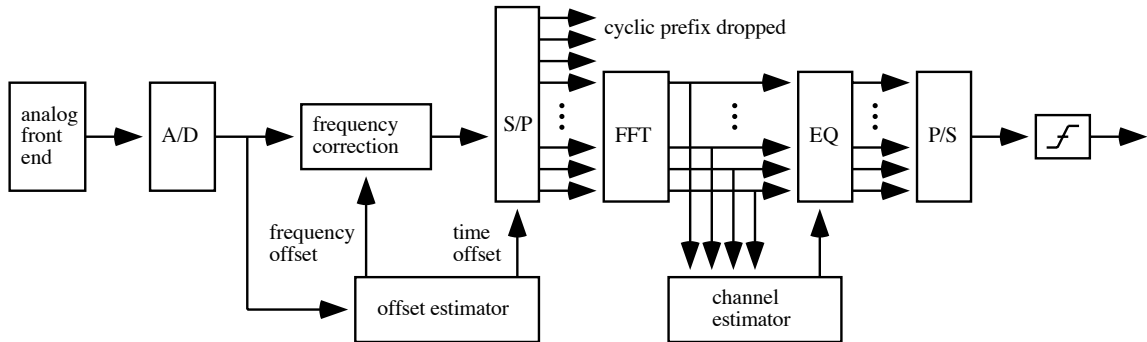 cyclic prefix dropped
analog
front
end
A/D
frequency
correction
S/P
FFT
EQ
P/S
frequency
offset
time
offset
offset estimator
channel
estimator